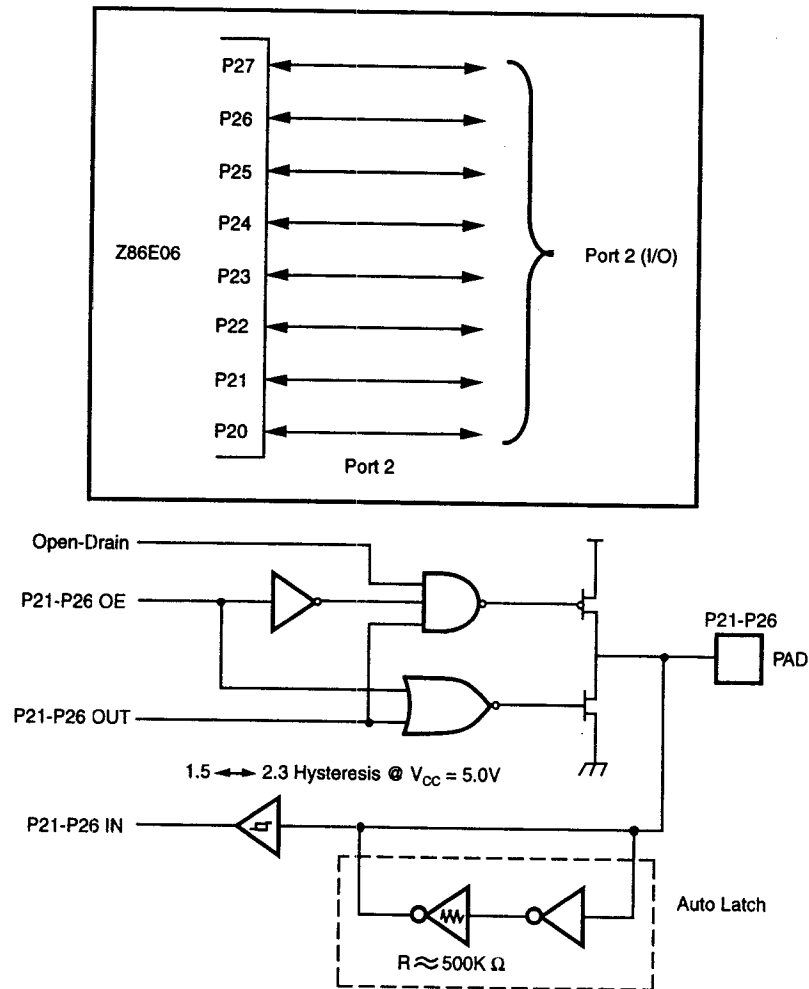 P27
P26
P25
P24
Z86E06
P23
Port 2 (I/O)
P22
P21
P20
Port 2
Open-Drain
P21-P26 OE
P21-P26
PAD
P21-P26 OUT
1.5 ↔ 2.3 Hysteresis @ VCC = 5.0V
P21-P26 IN
Auto Latch
R ≈ 500K Ω